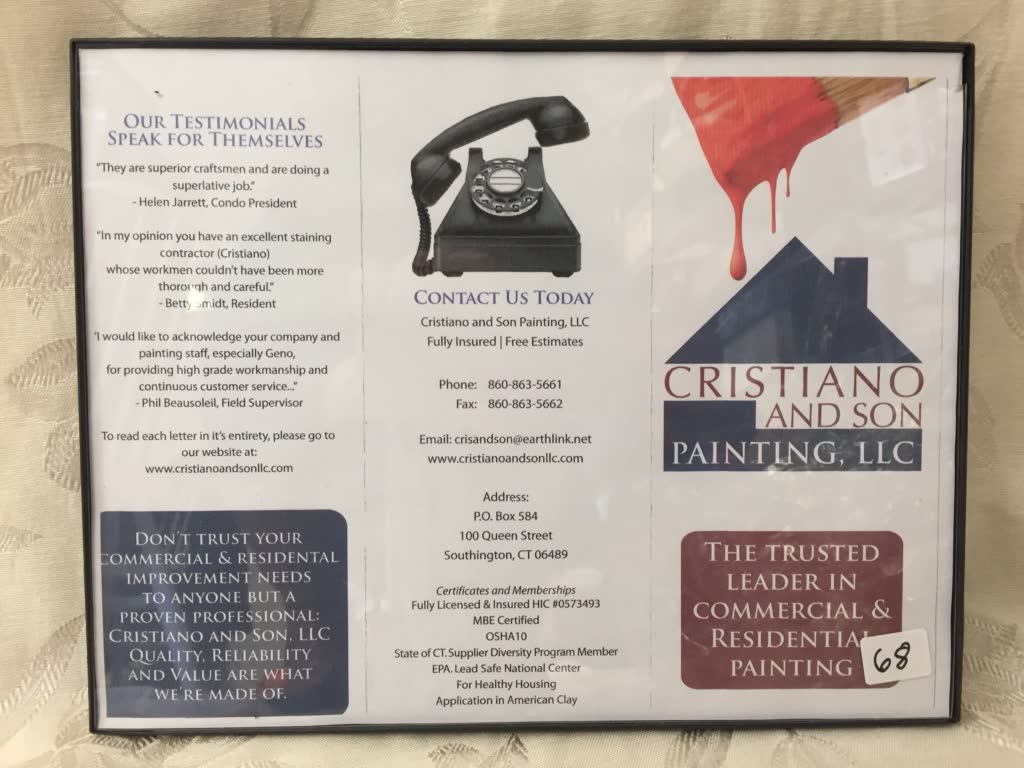 OUR TESTIMONIALS
SPEAK FOR THEMSELVES
"They are superior craftsmen and are doing a
superlative job."
- Helen Jarrett, Condo President
"In my opinion you have an excellent staining
contractor (Cristiano)
whose workmen couldn't have been more
thorough and careful."
- Betty Smidt, Resident
"I would like to acknowledge your company and
painting staff, especially Geno,
for providing high grade workmanship and
continuous customer service..."
- Phil Beausoleil, Field Supervisor
To read each letter in it's entirety, please go to
our website at:
www.cristianoandsonllc.com
DON'T TRUST YOUR
COMMERCIAL & RESIDENTAL
IMPROVEMENT NEEDS
TO ANYONE BUT A
PROVEN PROFESSIONAL:
CRISTIANO AND SON, LLC
QUALITY, RELIABILITY
AND VALUE ARE WHAT
WE'RE MADE OF.
CONTACT US TODAY
Cristiano and Son Painting, LLC
Fully Insured | Free Estimates
Phone: 860-863-5661
Fax: 860-863-5662
Email: crisandson@earthlink.net
www.cristianoandsonllc.com
Address:
P.O. Box 584
100 Queen Street
Southington, CT 06489
Certificates and Memberships
Fully Licensed & Insured HIC #0573493
MBE Certified
OSHA10
State of CT. Supplier Diversity Program Member
EPA. Lead Safe National Center
For Healthy Housing
Application in American Clay
CRISTIANO
AND SON
PAINTING, LLC
THE TRUSTED
LEADER IN
COMMERCIAL &
RESIDENTIAL
PAINTING
68